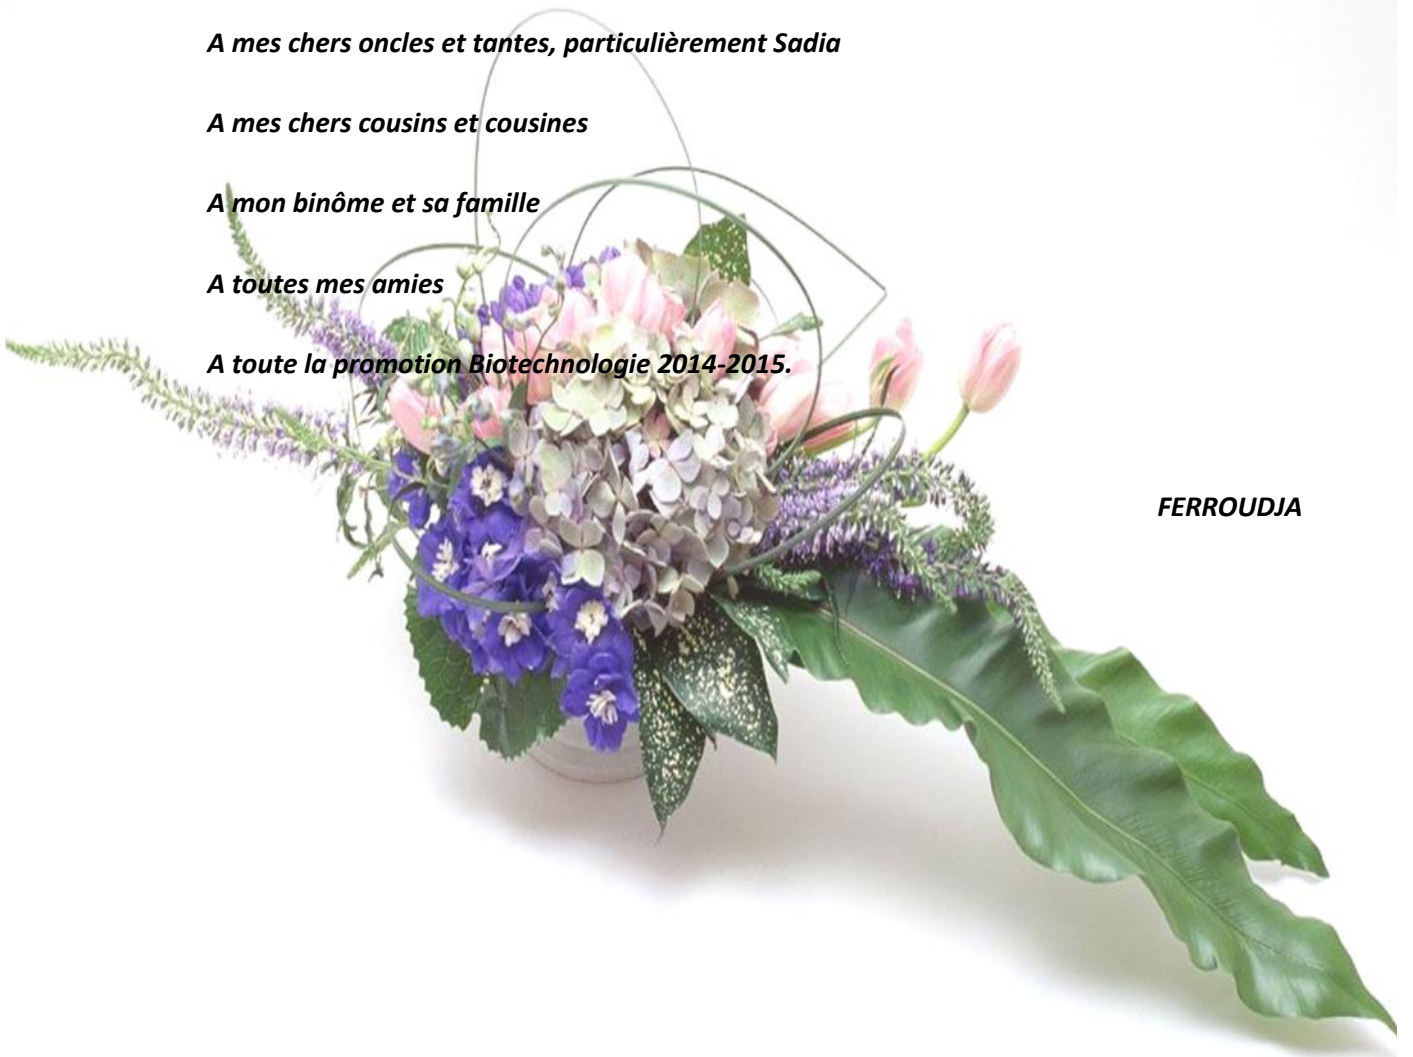 A mes chers oncles et tantes, particulièrement Sadia
A mes chers cousins et cousines
A mon binôme et sa famille
A toutes mes amies
A toute la promotion Biotechnologie 2014-2015.
FERROUDJA